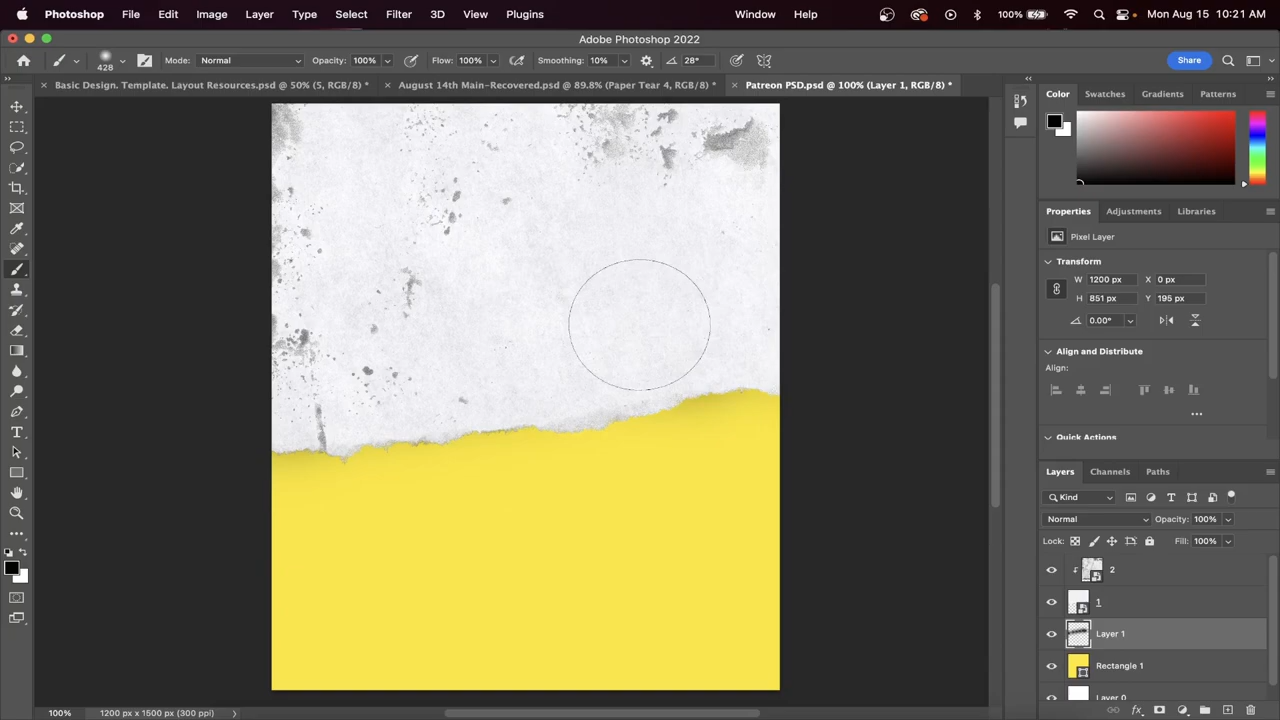 Photoshop File Edit Image Layer Type Select Filter 3D View Plugins Window Help 100% Mon Aug 15 10:21 AM
Adobe Photoshop 2022
428 Mode: Normal Opacity: 100% Flow: 100% Smoothing: 10% 28° Share
Basic Design. Template. Layout Resources.psd @ 50% (5, RGB/8) * August 14th Main-Recovered.psd @ 89.8% (Paper Tear 4, RGB/8) * Patreon PSD.psd @ 100% (Layer 1, RGB/8) *
Color Swatches Gradients Patterns
Properties Adjustments Libraries
Pixel Layer
Transform
W 1200 px X 0 px
H 851 px Y 195 px
0.00°
Align and Distribute
Align:
Quick Actions
Layers Channels Paths
Kind
Normal Opacity: 100%
Lock: Fill: 100%
2
1
Layer 1
Rectangle 1
Layer 0
100% 1200 px x 1500 px (300 ppi)